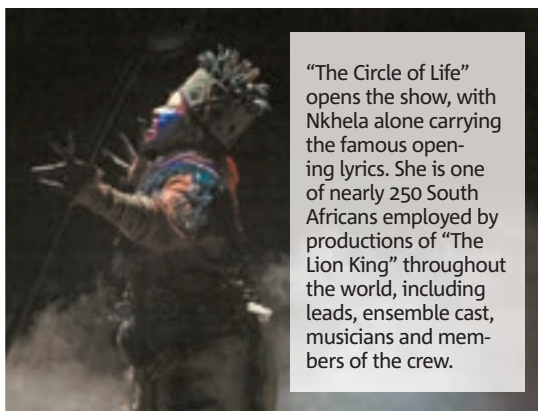 “The Circle of Life”
opens the show, with
Nkhela alone carrying
the famous open-
ing lyrics. She is one
of nearly 250 South
Africans employed by
productions of “The
Lion King” throughout
the world, including
leads, ensemble cast,
musicians and mem-
bers of the crew.